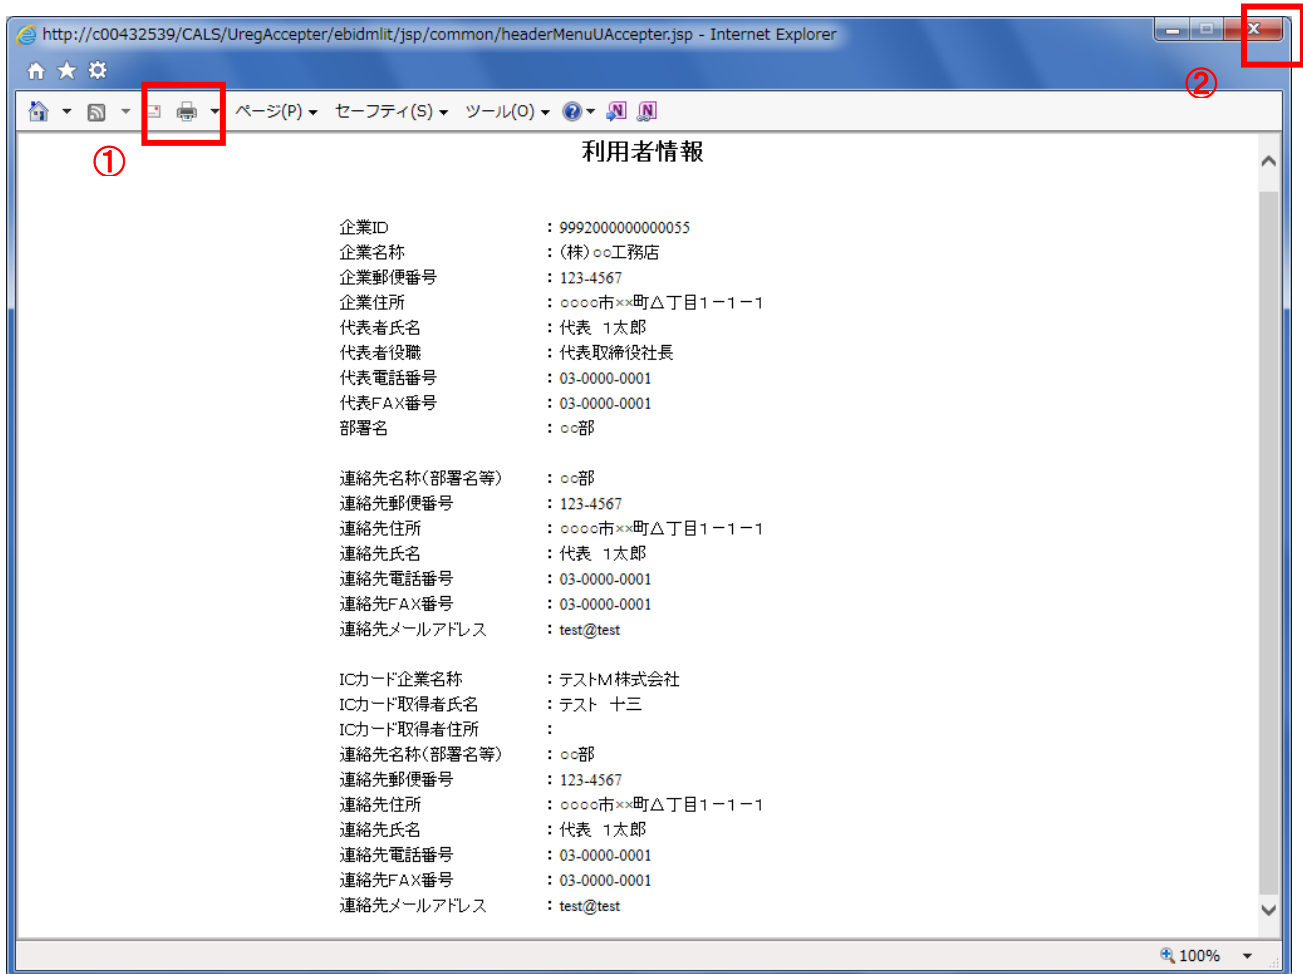 http://c00432539/CALS/UregAccepter/ebidmlit/jsp/common/headerMenuUAccepter.jsp - Internet Explorer
②
ページ(P) セーフティ(S) ツール(O)
①
利用者情報
企業ID : 9992000000000055
企業名称 : (株)○○工務店
企業郵便番号 : 123-4567
企業住所 : ○○○○市××町△丁目1-1-1
代表者氏名 : 代表 1太郎
代表者役職 : 代表取締役社長
代表電話番号 : 03-0000-0001
代表FAX番号 : 03-0000-0001
部署名 : ○○部
連絡先名称(部署名等) : ○○部
連絡先郵便番号 : 123-4567
連絡先住所 : ○○○○市××町△丁目1-1-1
連絡先氏名 : 代表 1太郎
連絡先電話番号 : 03-0000-0001
連絡先FAX番号 : 03-0000-0001
連絡先メールアドレス : test@test
ICカード企業名称 : テストM株式会社
ICカード取得者氏名 : テスト 十三
ICカード取得者住所 :
連絡先名称(部署名等) : ○○部
連絡先郵便番号 : 123-4567
連絡先住所 : ○○○○市××町△丁目1-1-1
連絡先氏名 : 代表 1太郎
連絡先電話番号 : 03-0000-0001
連絡先FAX番号 : 03-0000-0001
連絡先メールアドレス : test@test
100%